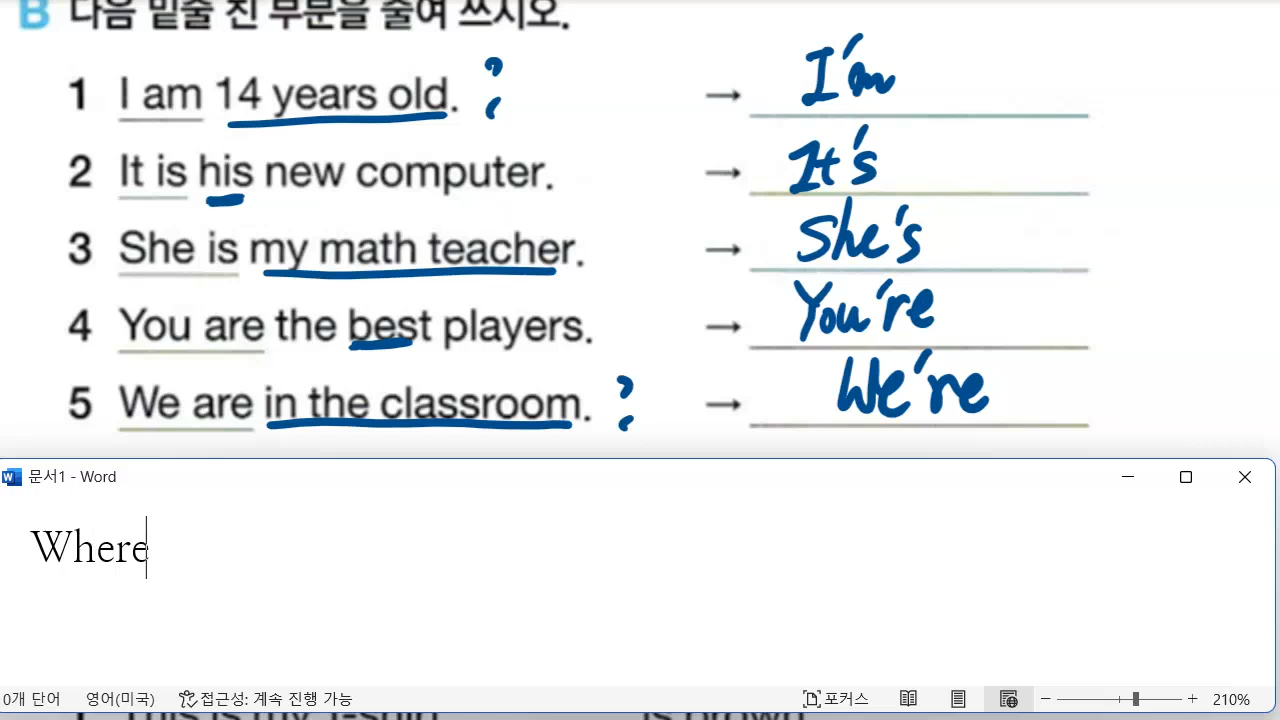 B 다음 밑줄 친 부분을 줄여 쓰시오.
1 I am 14 years old. → I'm
2 It is his new computer. → It's
3 She is my math teacher. → She's
4 You are the best players. → You're
5 We are in the classroom. → We're
문서1 - Word
Where
0개 단어 영어(미국) 접근성: 계속 진행 가능 포커스 210%